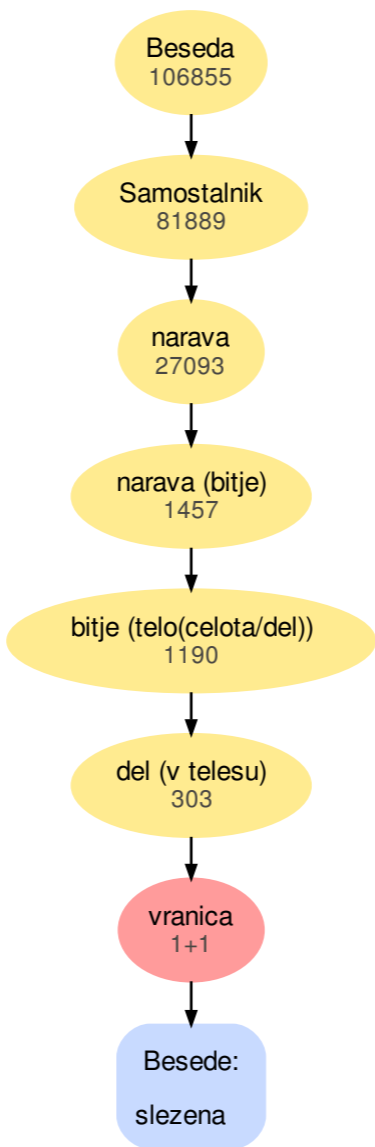 Beseda
106855
Samostalnik
81889
narava
27093
narava (bitje)
1457
bitje (telo(celota/del))
1190
del (v telesu)
303
vranica
1+1
Besede:
slezena